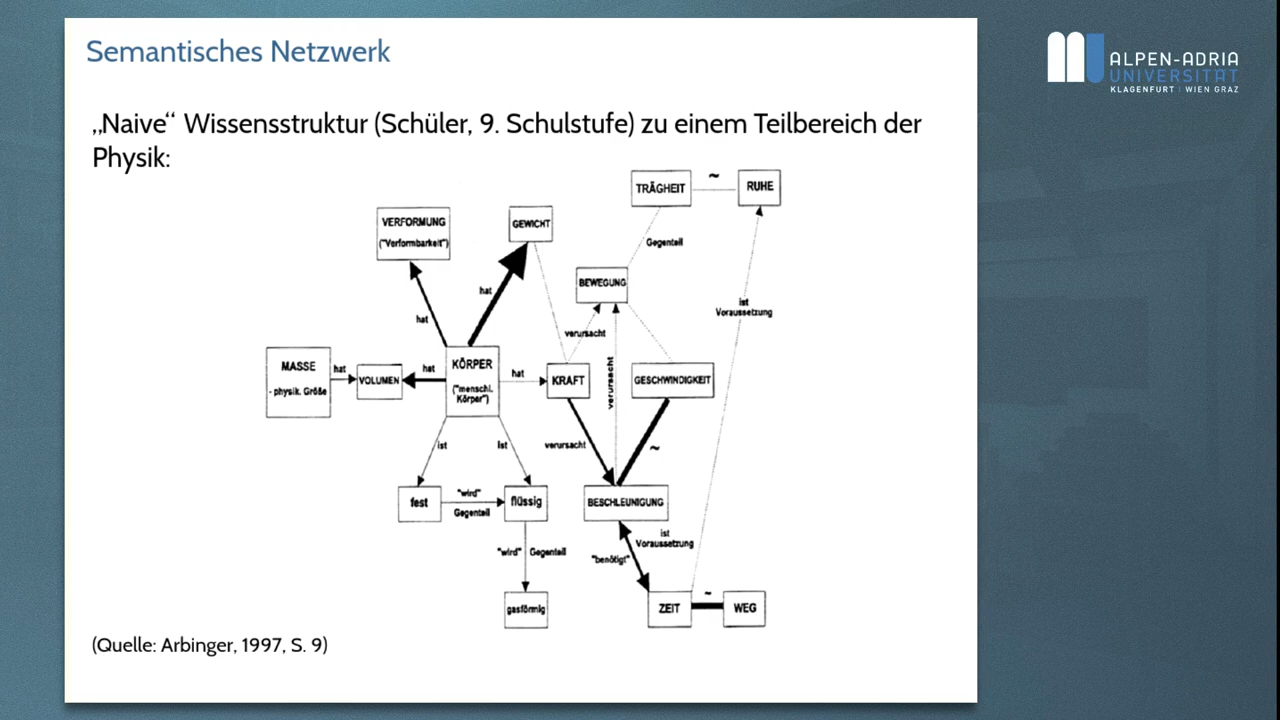 Semantisches Netzwerk
ALPEN-ADRIA
UNIVERSITÄT
KLAGENFURT | WIEN GRAZ
„Naive“ Wissensstruktur (Schüler, 9. Schulstufe) zu einem Teilbereich der
Physik:
TRÄGHEIT
~
RUHE
VERFORMUNG
("Verformbarkeit")
GEWICHT
Gegenteil
BEWEGUNG
hat
hat
verursacht
ist
Voraussetzung
MASSE
- physik. Größe
hat
VOLUMEN
hat
KÖRPER
("menschl.
Körper")
hat
KRAFT
verursacht
GESCHWINDIGKEIT
ist
ist
verursacht
~
fest
"wird"
Gegenteil
flüssig
BESCHLEUNIGUNG
"wird"
Gegenteil
"benötigt"
ist
Voraussetzung
gasförmig
ZEIT
~
WEG
(Quelle: Arbinger, 1997, S. 9)